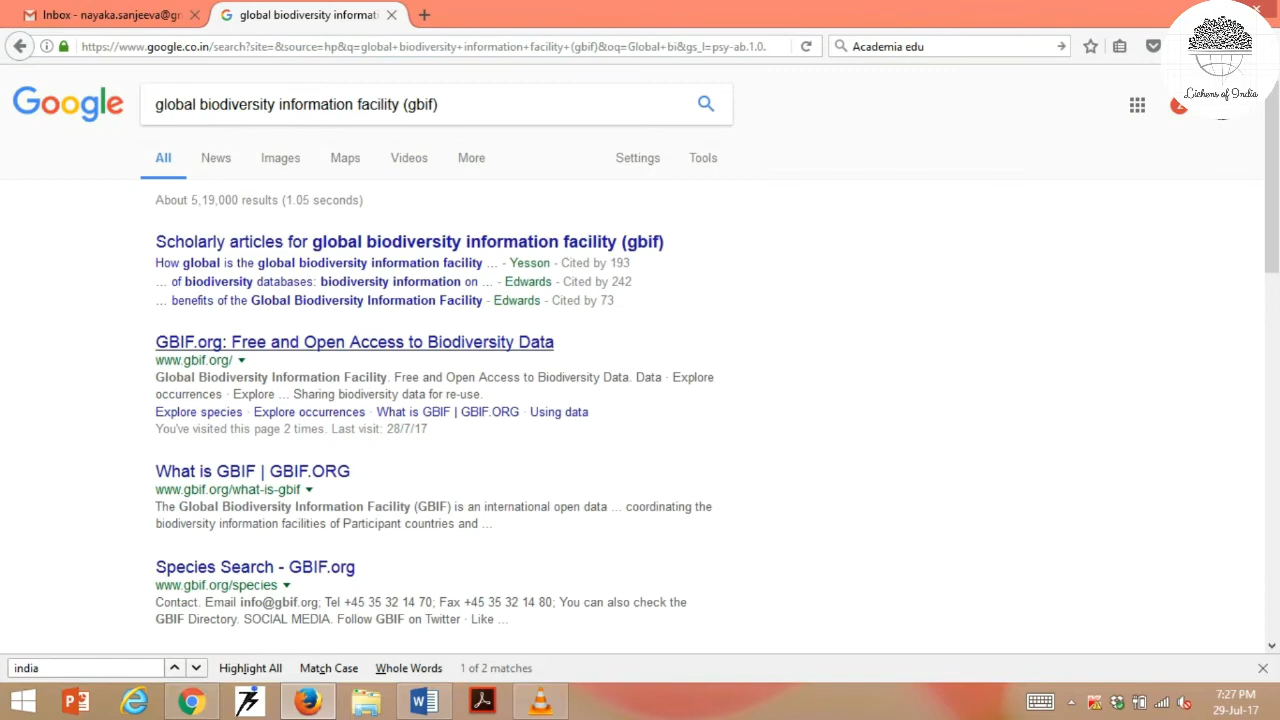 Inbox - nayaka.sanjeeva@gr
global biodiversity informati
https://www.google.co.in/search?site=&source=hp&q=global+biodiversity+information+facility+(gbif)&oq=Global+bi&gs_l=psy-ab.1.0.
Academia edu
Lichens of India
Google
global biodiversity information facility (gbif)
All News Images Maps Videos More Settings Tools
About 5,19,000 results (1.05 seconds)
Scholarly articles for global biodiversity information facility (gbif)
How global is the global biodiversity information facility ... - Yesson - Cited by 193
... of biodiversity databases: biodiversity information on ... - Edwards - Cited by 242
... benefits of the Global Biodiversity Information Facility - Edwards - Cited by 73
GBIF.org: Free and Open Access to Biodiversity Data
www.gbif.org/
Global Biodiversity Information Facility. Free and Open Access to Biodiversity Data. Data · Explore
occurrences · Explore ... Sharing biodiversity data for re-use.
Explore species · Explore occurrences · What is GBIF | GBIF.ORG · Using data
You've visited this page 2 times. Last visit: 28/7/17
What is GBIF | GBIF.ORG
www.gbif.org/what-is-gbif
The Global Biodiversity Information Facility (GBIF) is an international open data ... coordinating the
biodiversity information facilities of Participant countries and ...
Species Search - GBIF.org
www.gbif.org/species
Contact. Email info@gbif.org; Tel +45 35 32 14 70; Fax +45 35 32 14 80; You can also check the
GBIF Directory. SOCIAL MEDIA. Follow GBIF on Twitter · Like ...
india Highlight All Match Case Whole Words 1 of 2 matches
7:27 PM
29-Jul-17